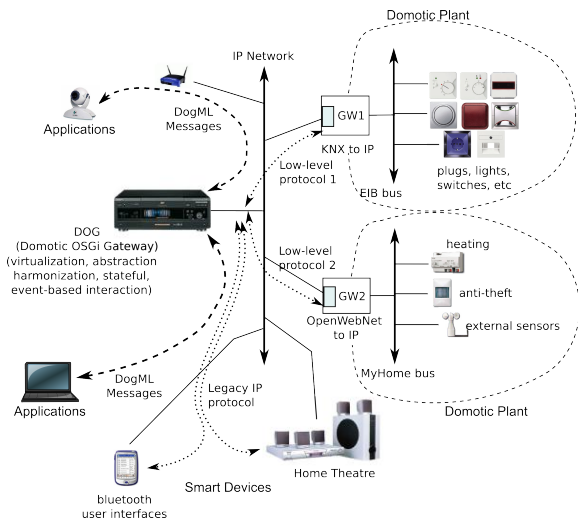 Domotic Plant
IP Network
DogML
Messages
Applications
GW1
KNX to IP
Low-level
protocol 1
EIB bus
plugs, lights,
switches, etc
DOG
(Domotic OSGi Gateway)
(virtualization, abstraction
harmonization, stateful,
event-based interaction)
Low-level
protocol 2
GW2
OpenWebNet
to IP
heating
anti-theft
external sensors
MyHome bus
Domotic Plant
DogML
Messages
Applications
Legacy IP
protocol
Home Theatre
Smart Devices
bluetooth
user interfaces